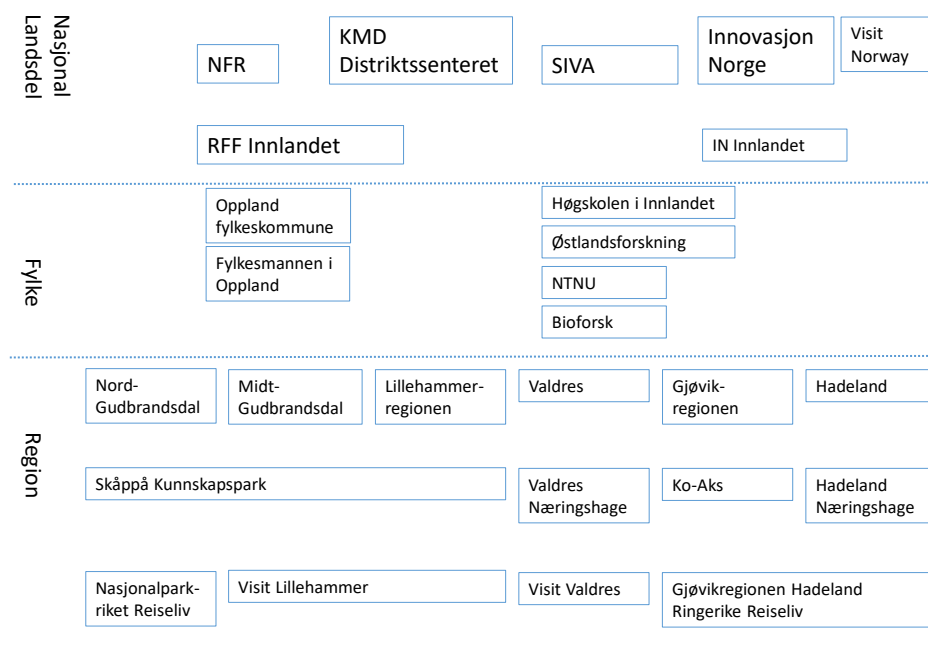 Nasjonal
Landsdel
NFR
KMD
Distriktssenteret
SIVA
Innovasjon
Norge
Visit
Norway
RFF Innlandet
IN Innlandet
Fylke
Oppland
fylkeskommune
Fylkesmannen i
Oppland
Høgskolen i Innlandet
Østlandsforskning
NTNU
Bioforsk
Region
Nord-
Gudbrandsdal
Midt-
Gudbrandsdal
Lillehammer-
regionen
Valdres
Gjøvik-
regionen
Hadeland
Skåppå Kunnskapspark
Valdres
Næringshage
Ko-Aks
Hadeland
Næringshage
Nasjonalpark-
riket Reiseliv
Visit Lillehammer
Visit Valdres
Gjøvikregionen Hadeland
Ringerike Reiseliv